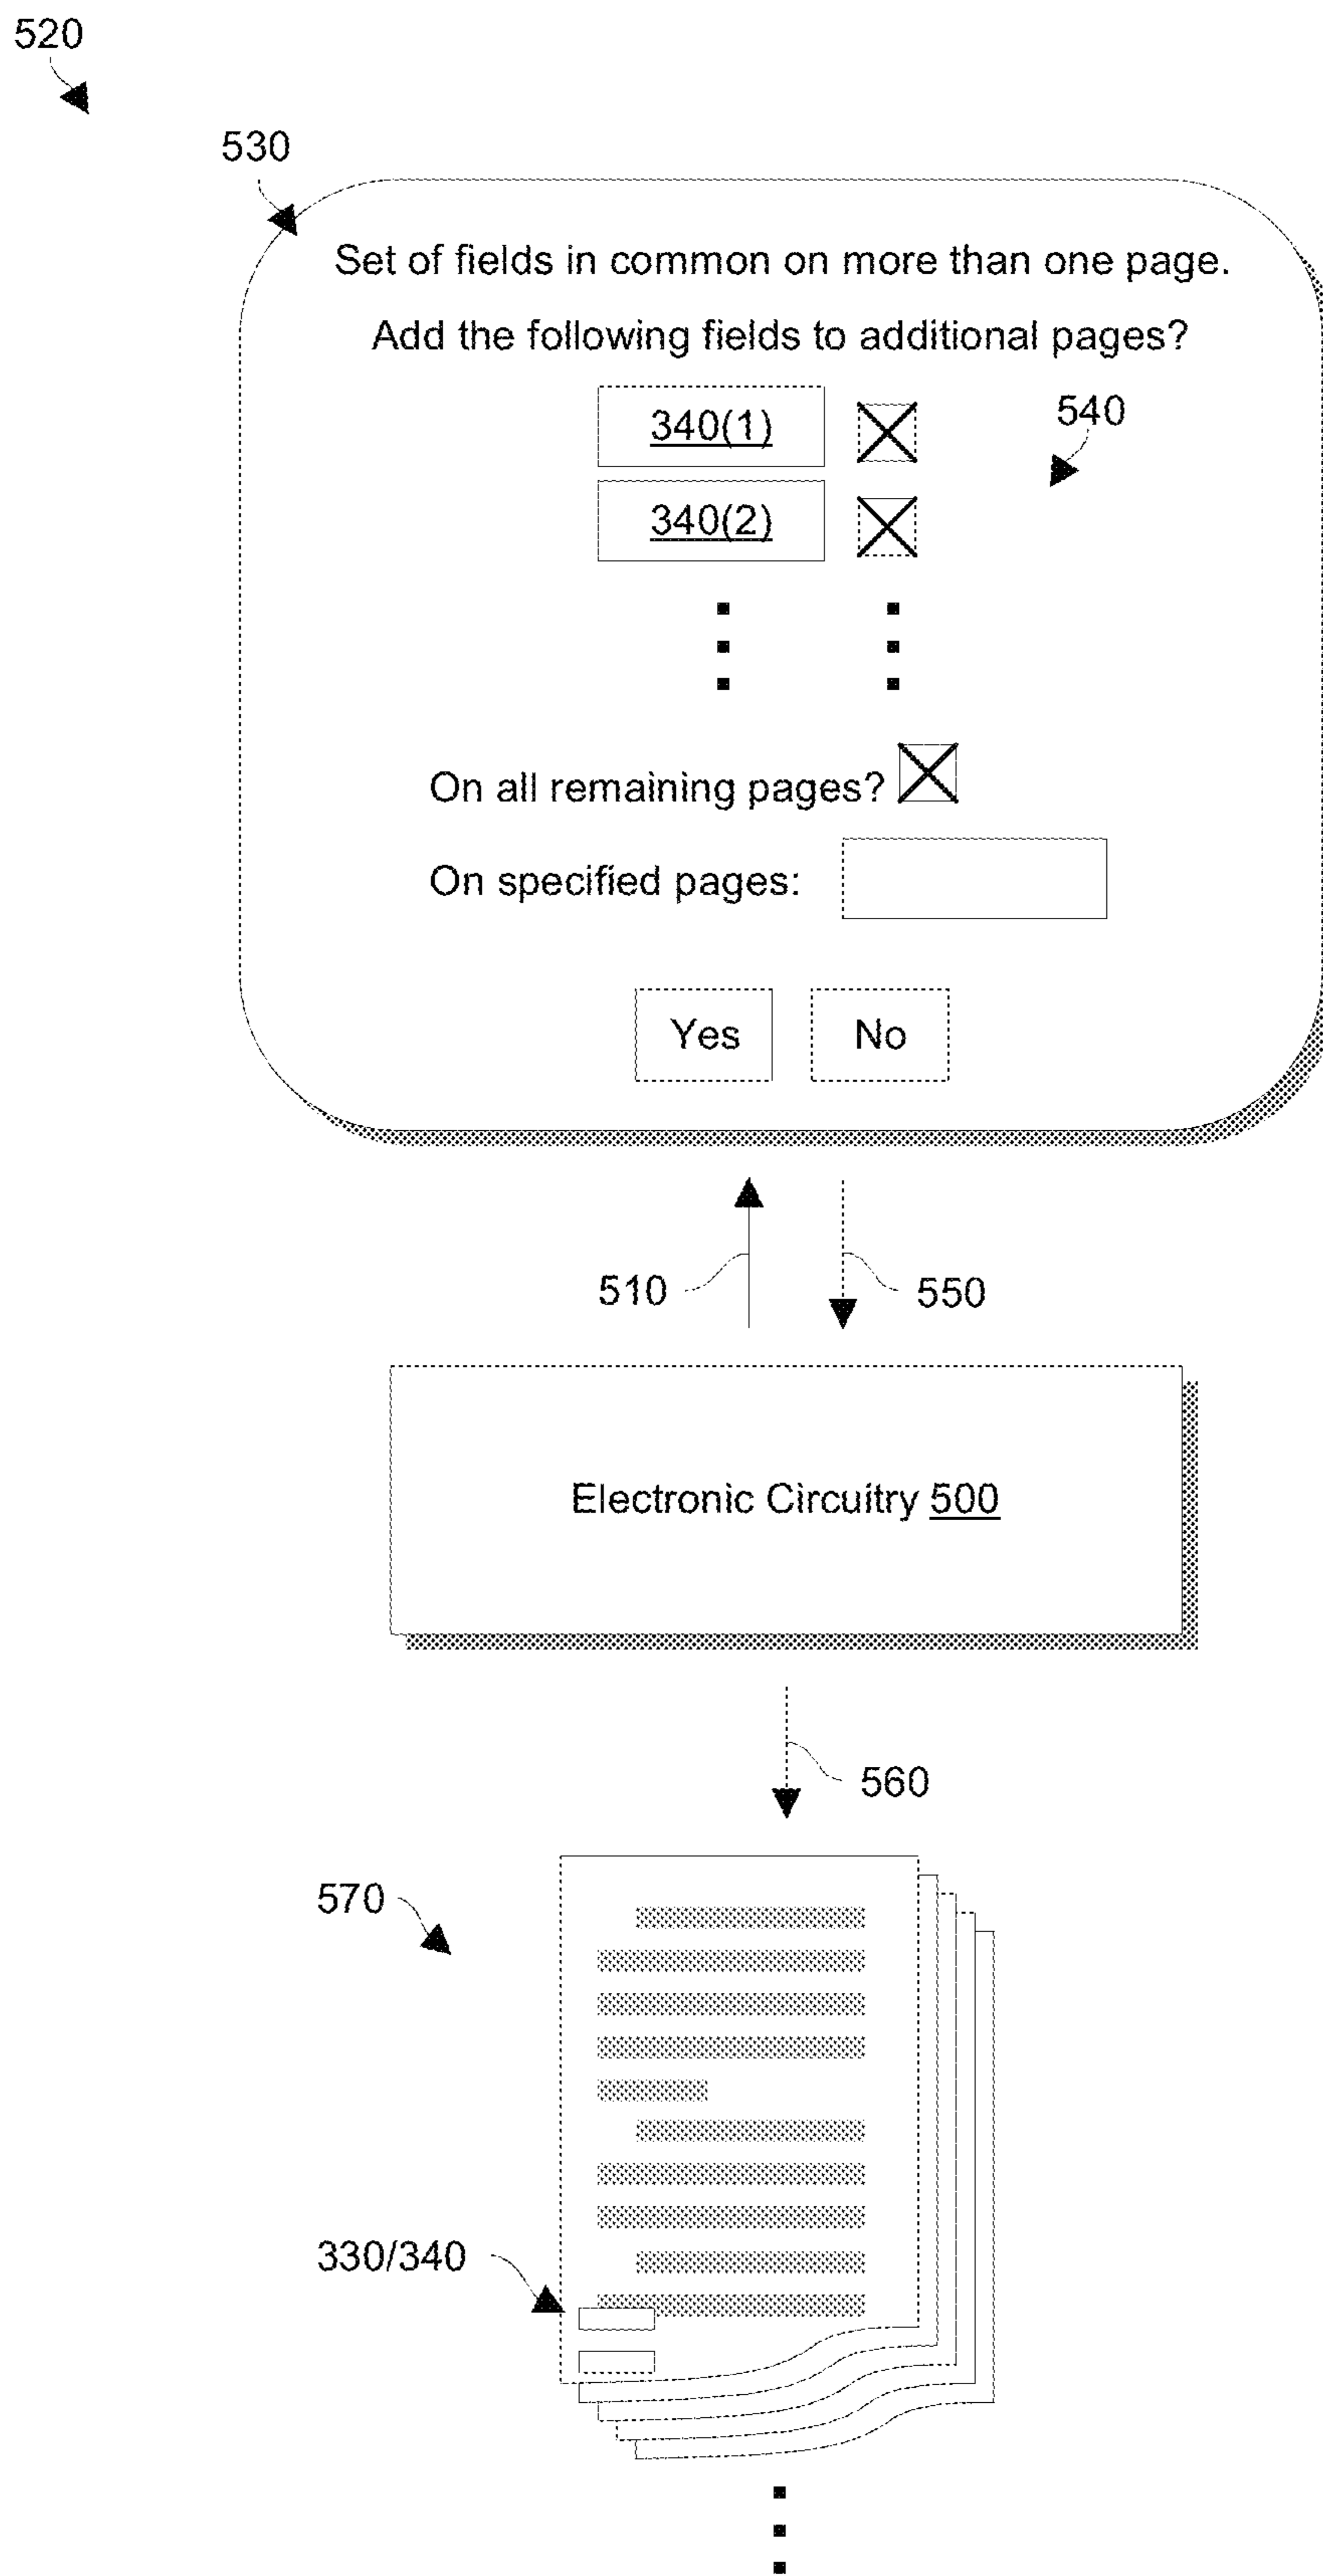 520
530
Set of fields in common on more than one page.
Add the following fields to additional pages?
340(1)
540
340(2)
On all remaining pages?
On specified pages:
Yes No
510 550
Electronic Circuitry 500
560
570
330/340